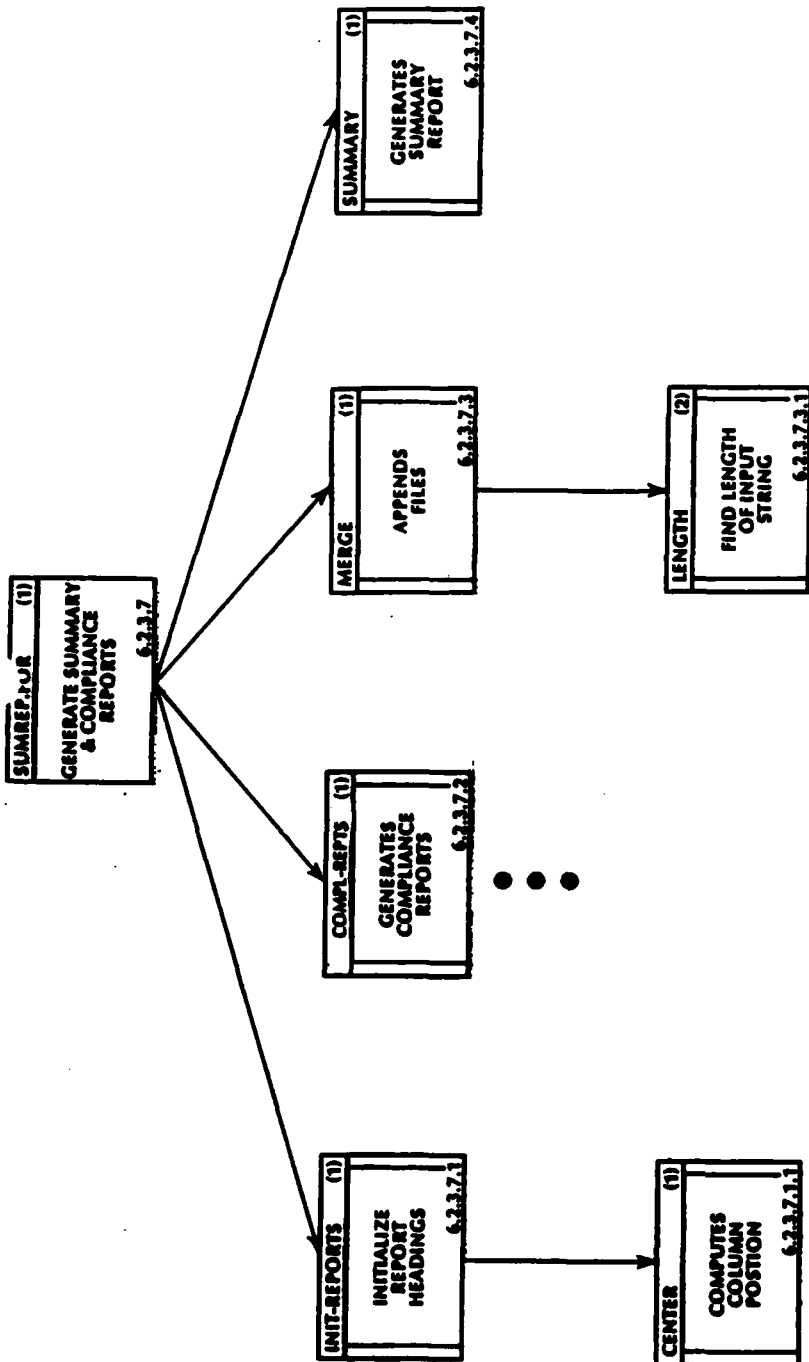 SUMREP.FOR (1)
GENERATE SUMMARY
& COMPLIANCE
REPORTS
6.2.3.7
INIT-REPORTS (1)
INITIALIZE
REPORT
HEADINGS
6.2.3.7.1
COMPL-REPTS (1)
GENERATES
COMPLIANCE
REPORTS
6.2.3.7.2
MERGE (1)
APPENDS
FILES
6.2.3.7.3
SUMMARY (1)
GENERATES
SUMMARY
REPORT
6.2.3.7.4
CENTER (1)
COMPUTES
COLUMN
POSTION
6.2.3.7.1.1
LENGTH (2)
FIND LENGTH
OF INPUT
STRING
6.2.3.7.3.1